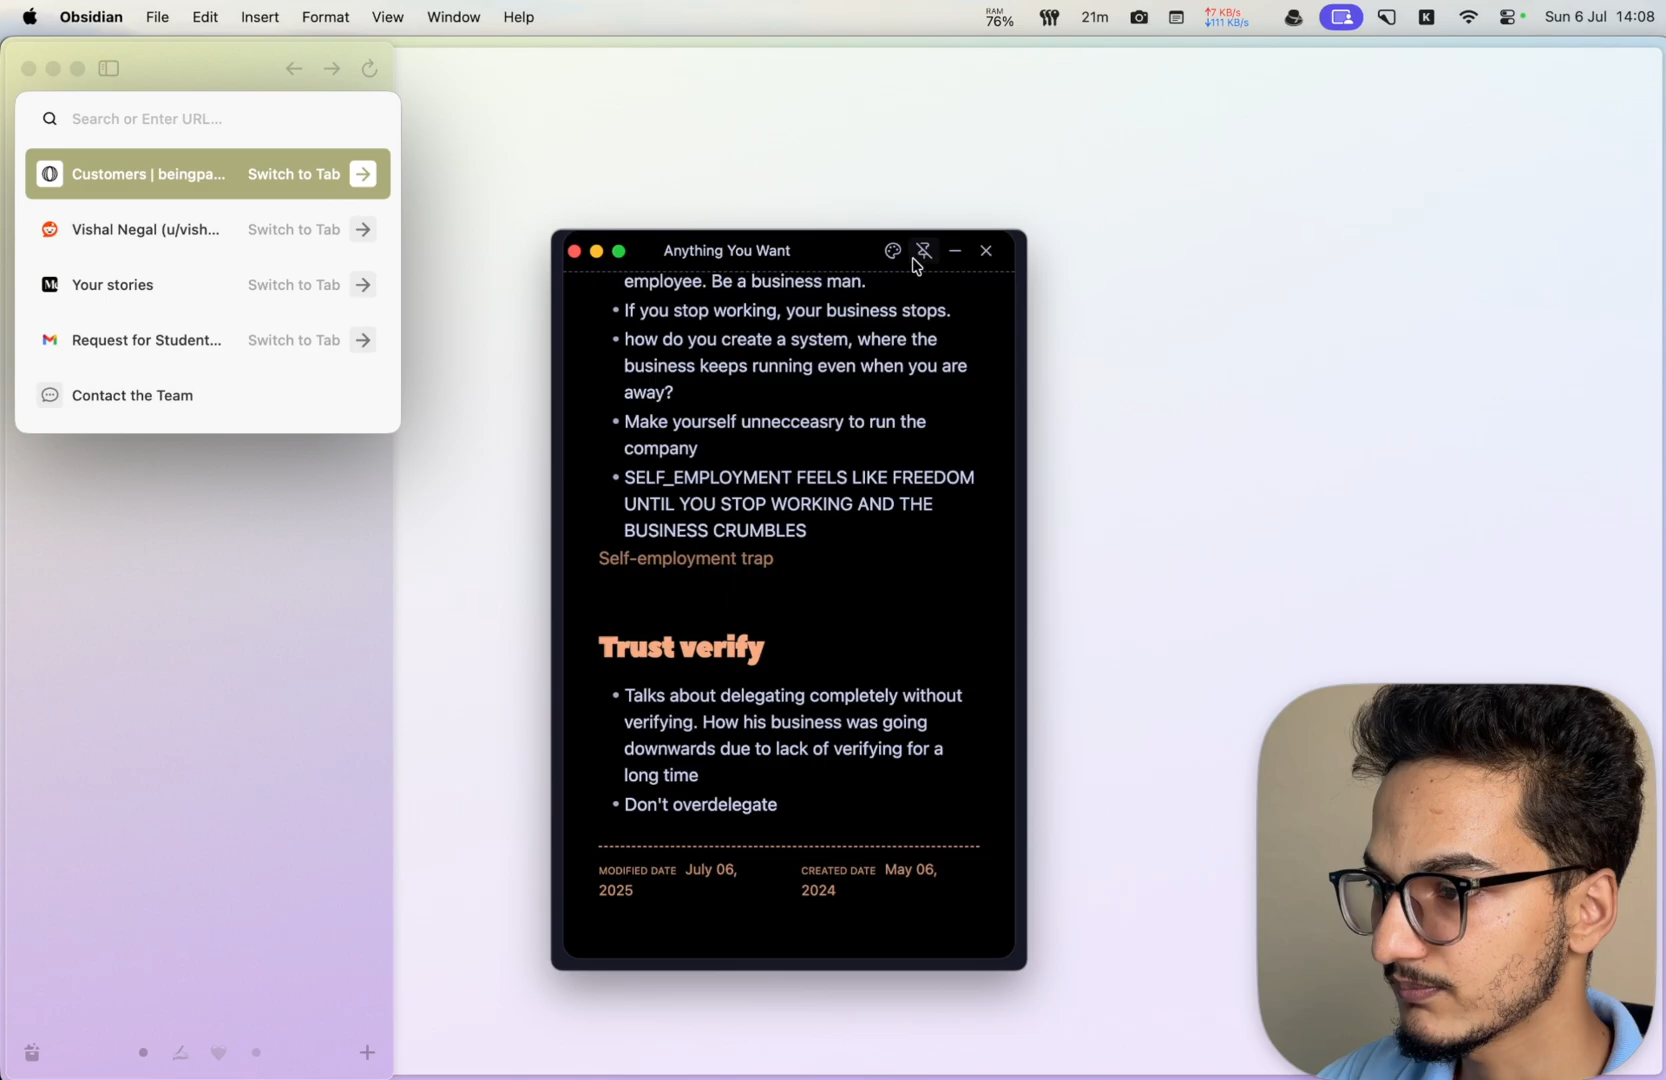 Obsidian File Edit Insert Format View Window Help RAM 76% 21m 7 KB/s 111 KB/s K Sun 6 Jul 14:08
Search or Enter URL...
Customers | beingpa... Switch to Tab
Vishal Negal (u/vish... Switch to Tab
Your stories Switch to Tab
Request for Student... Switch to Tab
Contact the Team
Anything You Want
employee. Be a business man.
• If you stop working, your business stops.
• how do you create a system, where the
business keeps running even when you are
away?
• Make yourself unnecceasry to run the
company
• SELF_EMPLOYMENT FEELS LIKE FREEDOM
UNTIL YOU STOP WORKING AND THE
BUSINESS CRUMBLES
Self-employment trap
Trust verify
• Talks about delegating completely without
verifying. How his business was going
downwards due to lack of verifying for a
long time
• Don't overdelegate
MODIFIED DATE July 06,
2025
CREATED DATE May 06,
2024